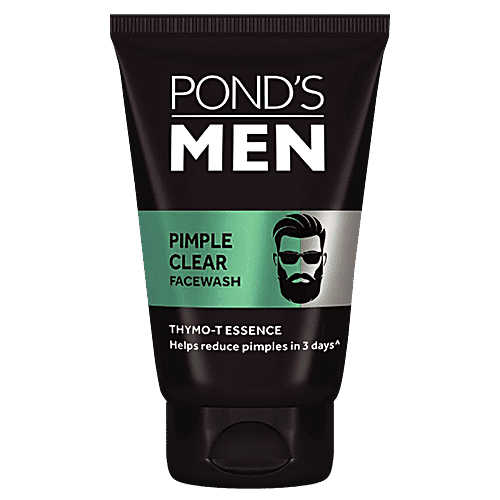 POND'S
MEN
PIMPLE
CLEAR
FACEWASH
THYMO-T ESSENCE
Helps reduce pimples in 3 days^